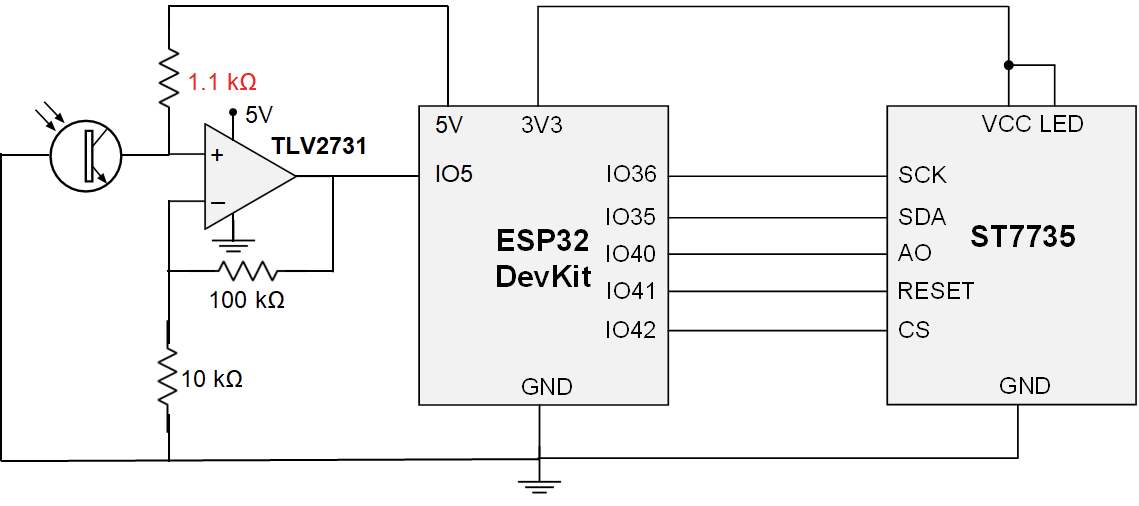 1.1 kΩ
5V
TLV2731
+
−
100 kΩ
10 kΩ
5V
3V3
IO5
IO36
IO35
IO40
IO41
IO42
ESP32
DevKit
GND
VCC LED
SCK
SDA
AO
RESET
CS
ST7735
GND